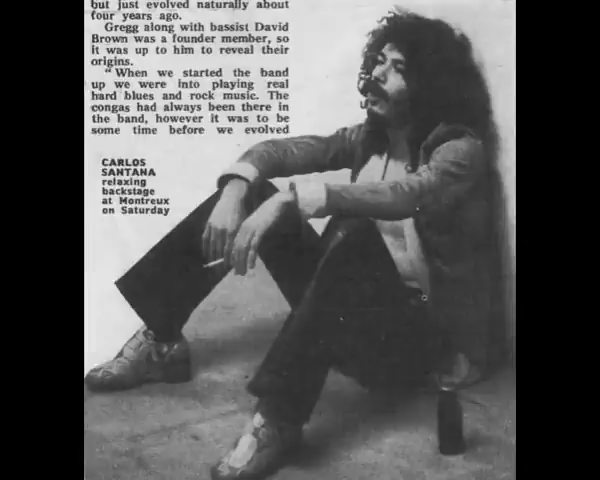 but just evolved naturally about
four years ago.
Gregg along with bassist David
Brown was a founder member, so
it was up to him to reveal their
origins.
"When we started the band
up we were into playing real
hard blues and rock music. The
congas had always been there in
the band, however it was to be
some time before we evolved
CARLOS
SANTANA
relaxing
backstage
at Montreux
on Saturday